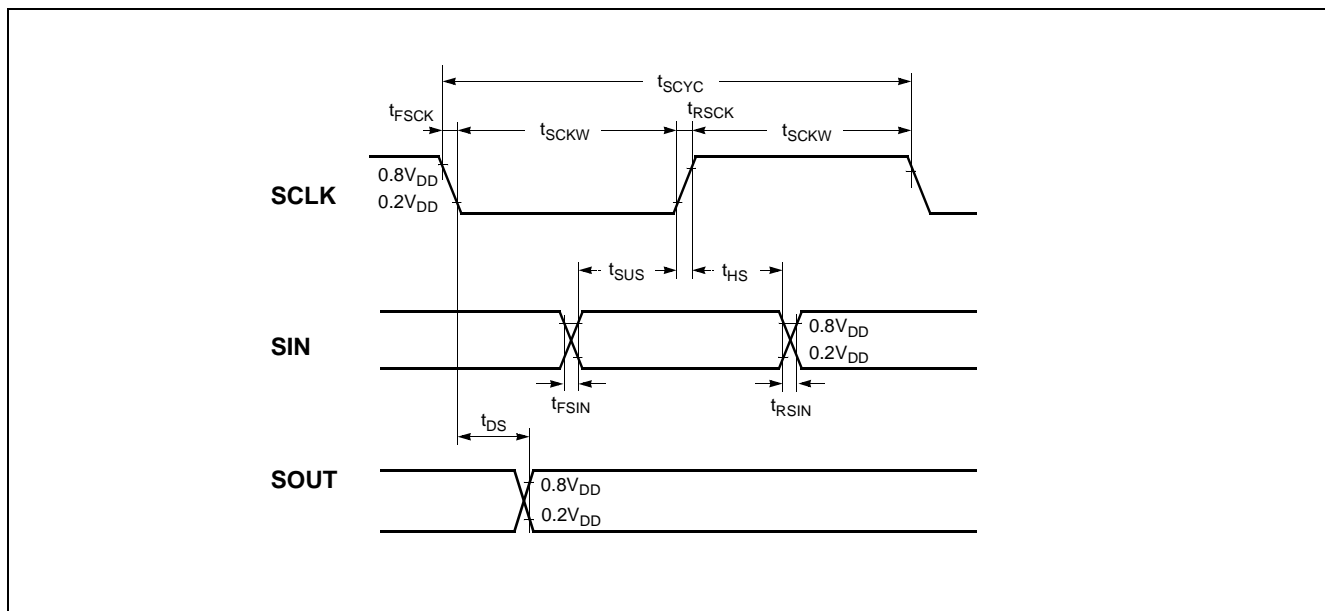 tSCYC
tFSCK
tRSCK
tSCKW
tSCKW
SCLK
0.8VDD
0.2VDD
tSUS
tHS
SIN
0.8VDD
0.2VDD
tFSIN
tRSIN
tDS
SOUT
0.8VDD
0.2VDD